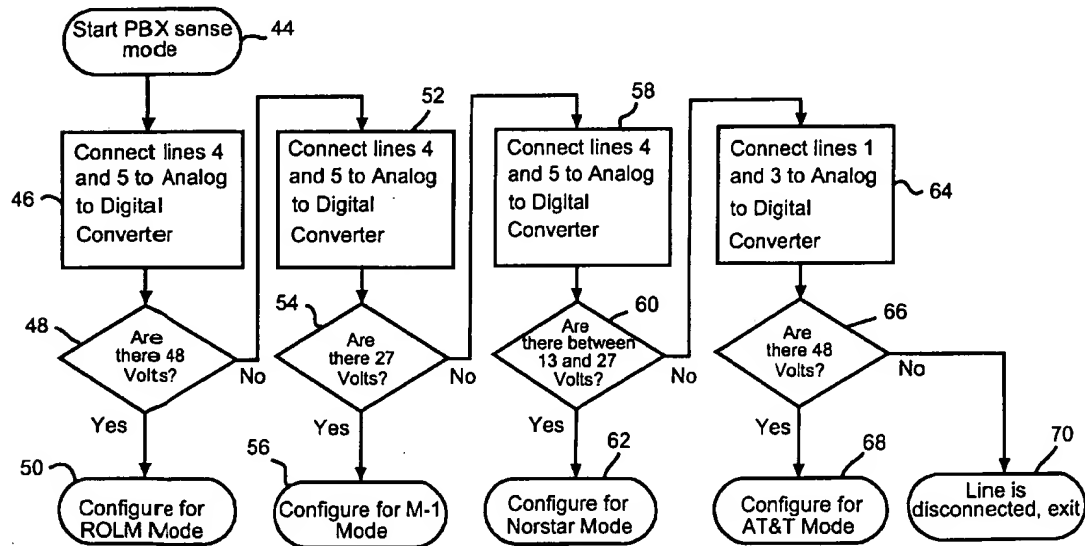 Start PBX sense
mode
44
46
Connect lines 4
and 5 to Analog
to Digital
Converter
48
Are
there 48
Volts?
No
Yes
50
Configure for
ROLM Mode
52
Connect lines 4
and 5 to Analog
to Digital
Converter
54
Are
there 27
Volts?
No
Yes
56
Configure for M-1
Mode
58
Connect lines 4
and 5 to Analog
to Digital
Converter
60
Are
there between
13 and 27
Volts?
No
Yes
62
Configure for
Norstar Mode
64
Connect lines 1
and 3 to Analog
to Digital
Converter
66
Are
there 48
Volts?
No
Yes
68
Configure for
AT&T Mode
70
Line is
disconnected, exit